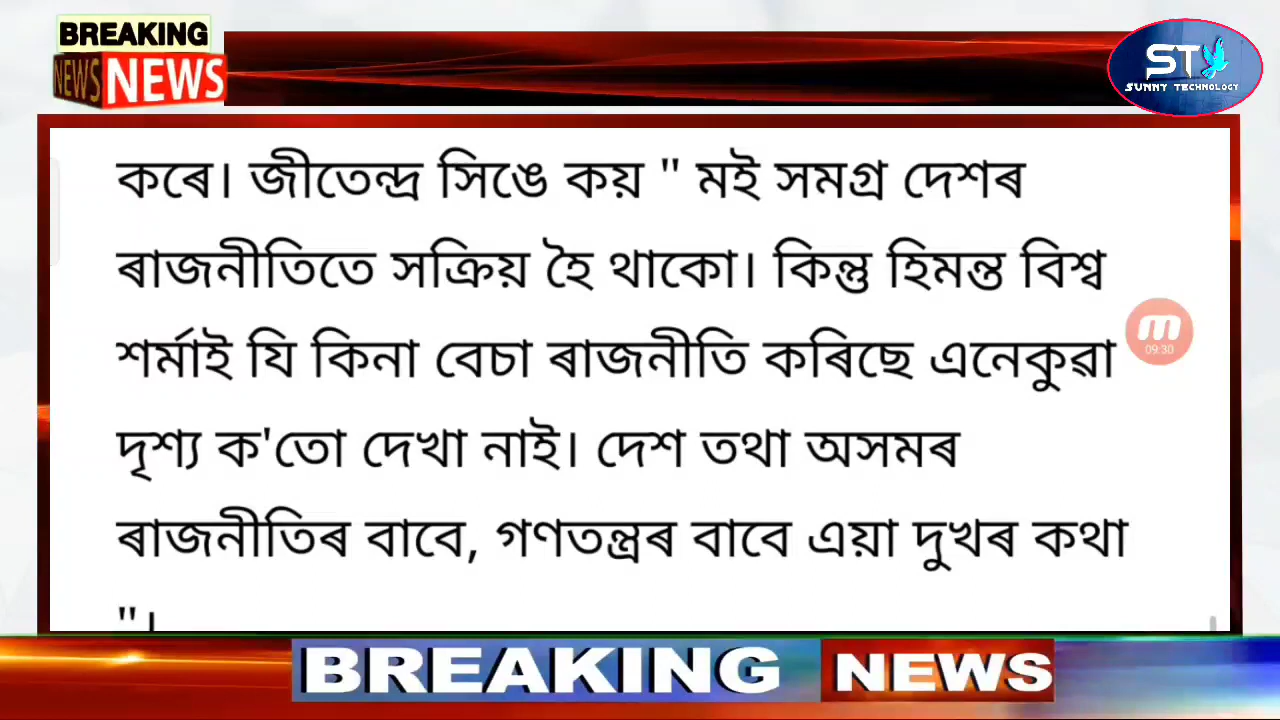 BREAKING
NEWS NEWS
ST
SUNNY TECHNOLOGY
কৰে। জীতেন্দ্ৰ সিঙে কয় " মই সমগ্ৰ দেশৰ
ৰাজনীতিতে সক্ৰিয় হৈ থাকো। কিন্তু হিমন্ত বিশ্ব
শৰ্মাই যি কিনা বেচা ৰাজনীতি কৰিছে এনেকুৱা
দৃশ্য ক'তো দেখা নাই। দেশ তথা অসমৰ
ৰাজনীতিৰ বাবে, গণতন্ত্ৰৰ বাবে এয়া দুখৰ কথা
"।
09:30
BREAKING NEWS